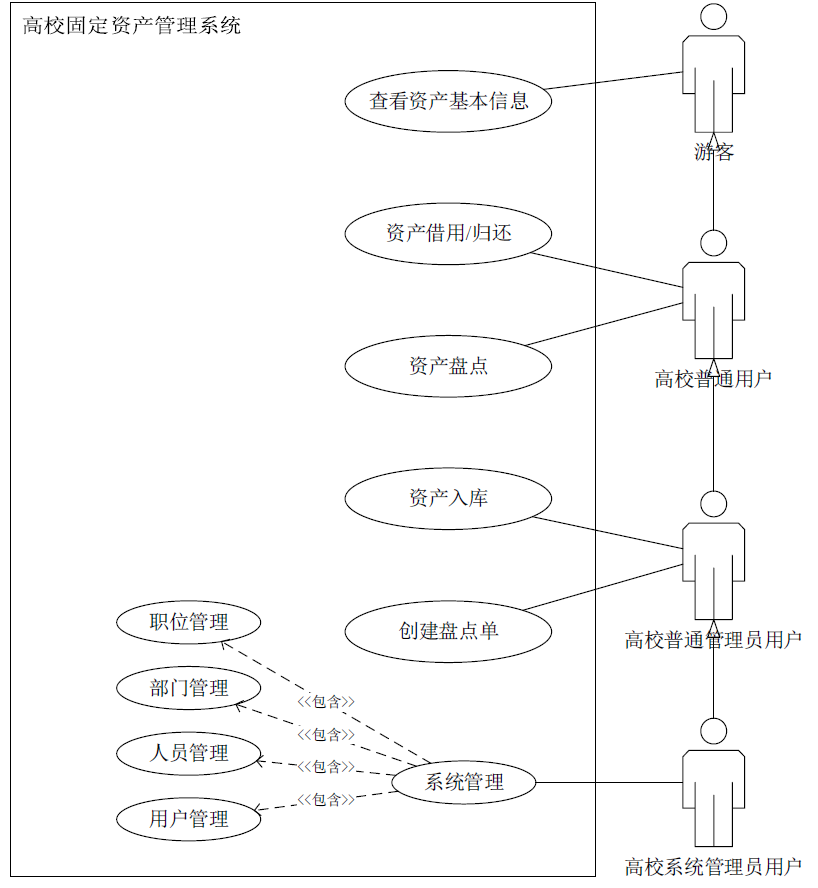 高校固定资产管理系统
查看资产基本信息
游客
资产借用/归还
资产盘点
高校普通用户
资产入库
创建盘点单
高校普通管理员用户
职位管理
部门管理
人员管理
用户管理
<<包含>>
<<包含>>
<<包含>>
<<包含>>
系统管理
高校系统管理员用户